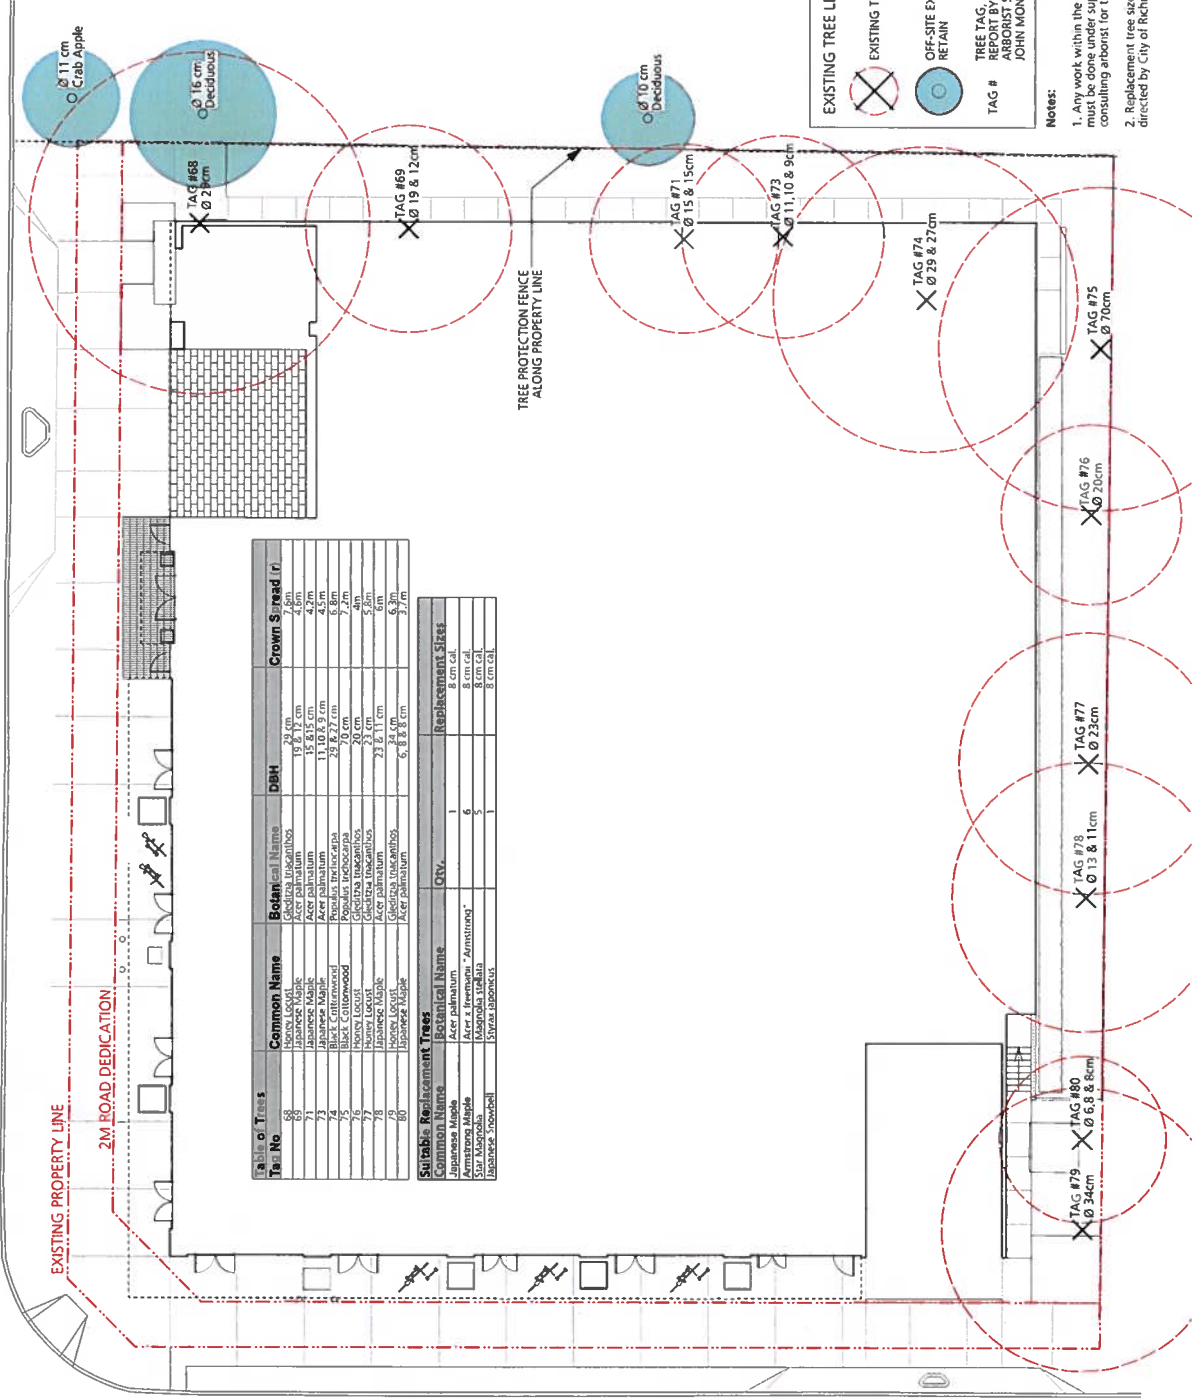 Ø 11 cm
Crab Apple
Ø 16 cm
Deciduous
Ø 10 cm
Deciduous
TAG #68
Ø 29cm
TAG #69
Ø 19 & 12cm
TAG #71
Ø 15 & 15cm
TAG #73
Ø 11,10 & 9cm
TAG #74
Ø 29 & 27cm
TAG #75
Ø 70cm
TAG #76
Ø 20cm
TAG #77
Ø 23cm
TAG #78
Ø 13 & 11cm
TAG #80
Ø 6,8 & 8cm
TAG #79
Ø 34cm
TREE PROTECTION FENCE
ALONG PROPERTY LINE
EXISTING PROPERTY LINE
2M ROAD DEDICATION
Table of Trees
Tag No Common Name Botanical Name DBH Crown Spread (r)
68 Honey Locust Gleditzia triacanthos 29 cm 7.6m
69 Japanese Maple Acer palmatum 19 & 12 cm 4.6m
71 Japanese Maple Acer palmatum 15 &15 cm 4.2m
73 Japanese Maple Acer palmatum 11,10 & 9 cm 4.5m
74 Black Cottonwood Populus trichocarpa 29 & 27 cm 6.8m
75 Black Cottonwood Populus trichocarpa 70 cm 7.2m
76 Honey Locust Gleditzia triacanthos 20 cm 4m
77 Honey Locust Gleditzia triacanthos 23 cm 5.8m
78 Japanese Maple Acer palmatum 23 & 11 cm 6m
79 Honey Locust Gleditzia triacanthos 34 cm 6.3m
80 Japanese Maple Acer palmatum 6, 8 & 8 cm 3.7m
Suitable Replacement Trees
Common Name Botanical Name Qty. Replacement Sizes
Japanese Maple Acer palmatum 1 8 cm cal.
Armstrong Maple Acer x freemanii "Armstrong" 6 8 cm cal.
Star Magnolia Magnolia stellata 5 8 cm cal.
Japanese Snowbell Styrax japonicus 1 8 cm cal.
EXISTING TREE LE
EXISTING T
OFF-SITE EX
RETAIN
TAG #
TREE TAG,
REPORT BY
ARBORIST S
JOHN MON
Notes:
1. Any work within the
must be done under sup
consulting arborist for t
2. Replacement tree size
directed by City of Richm